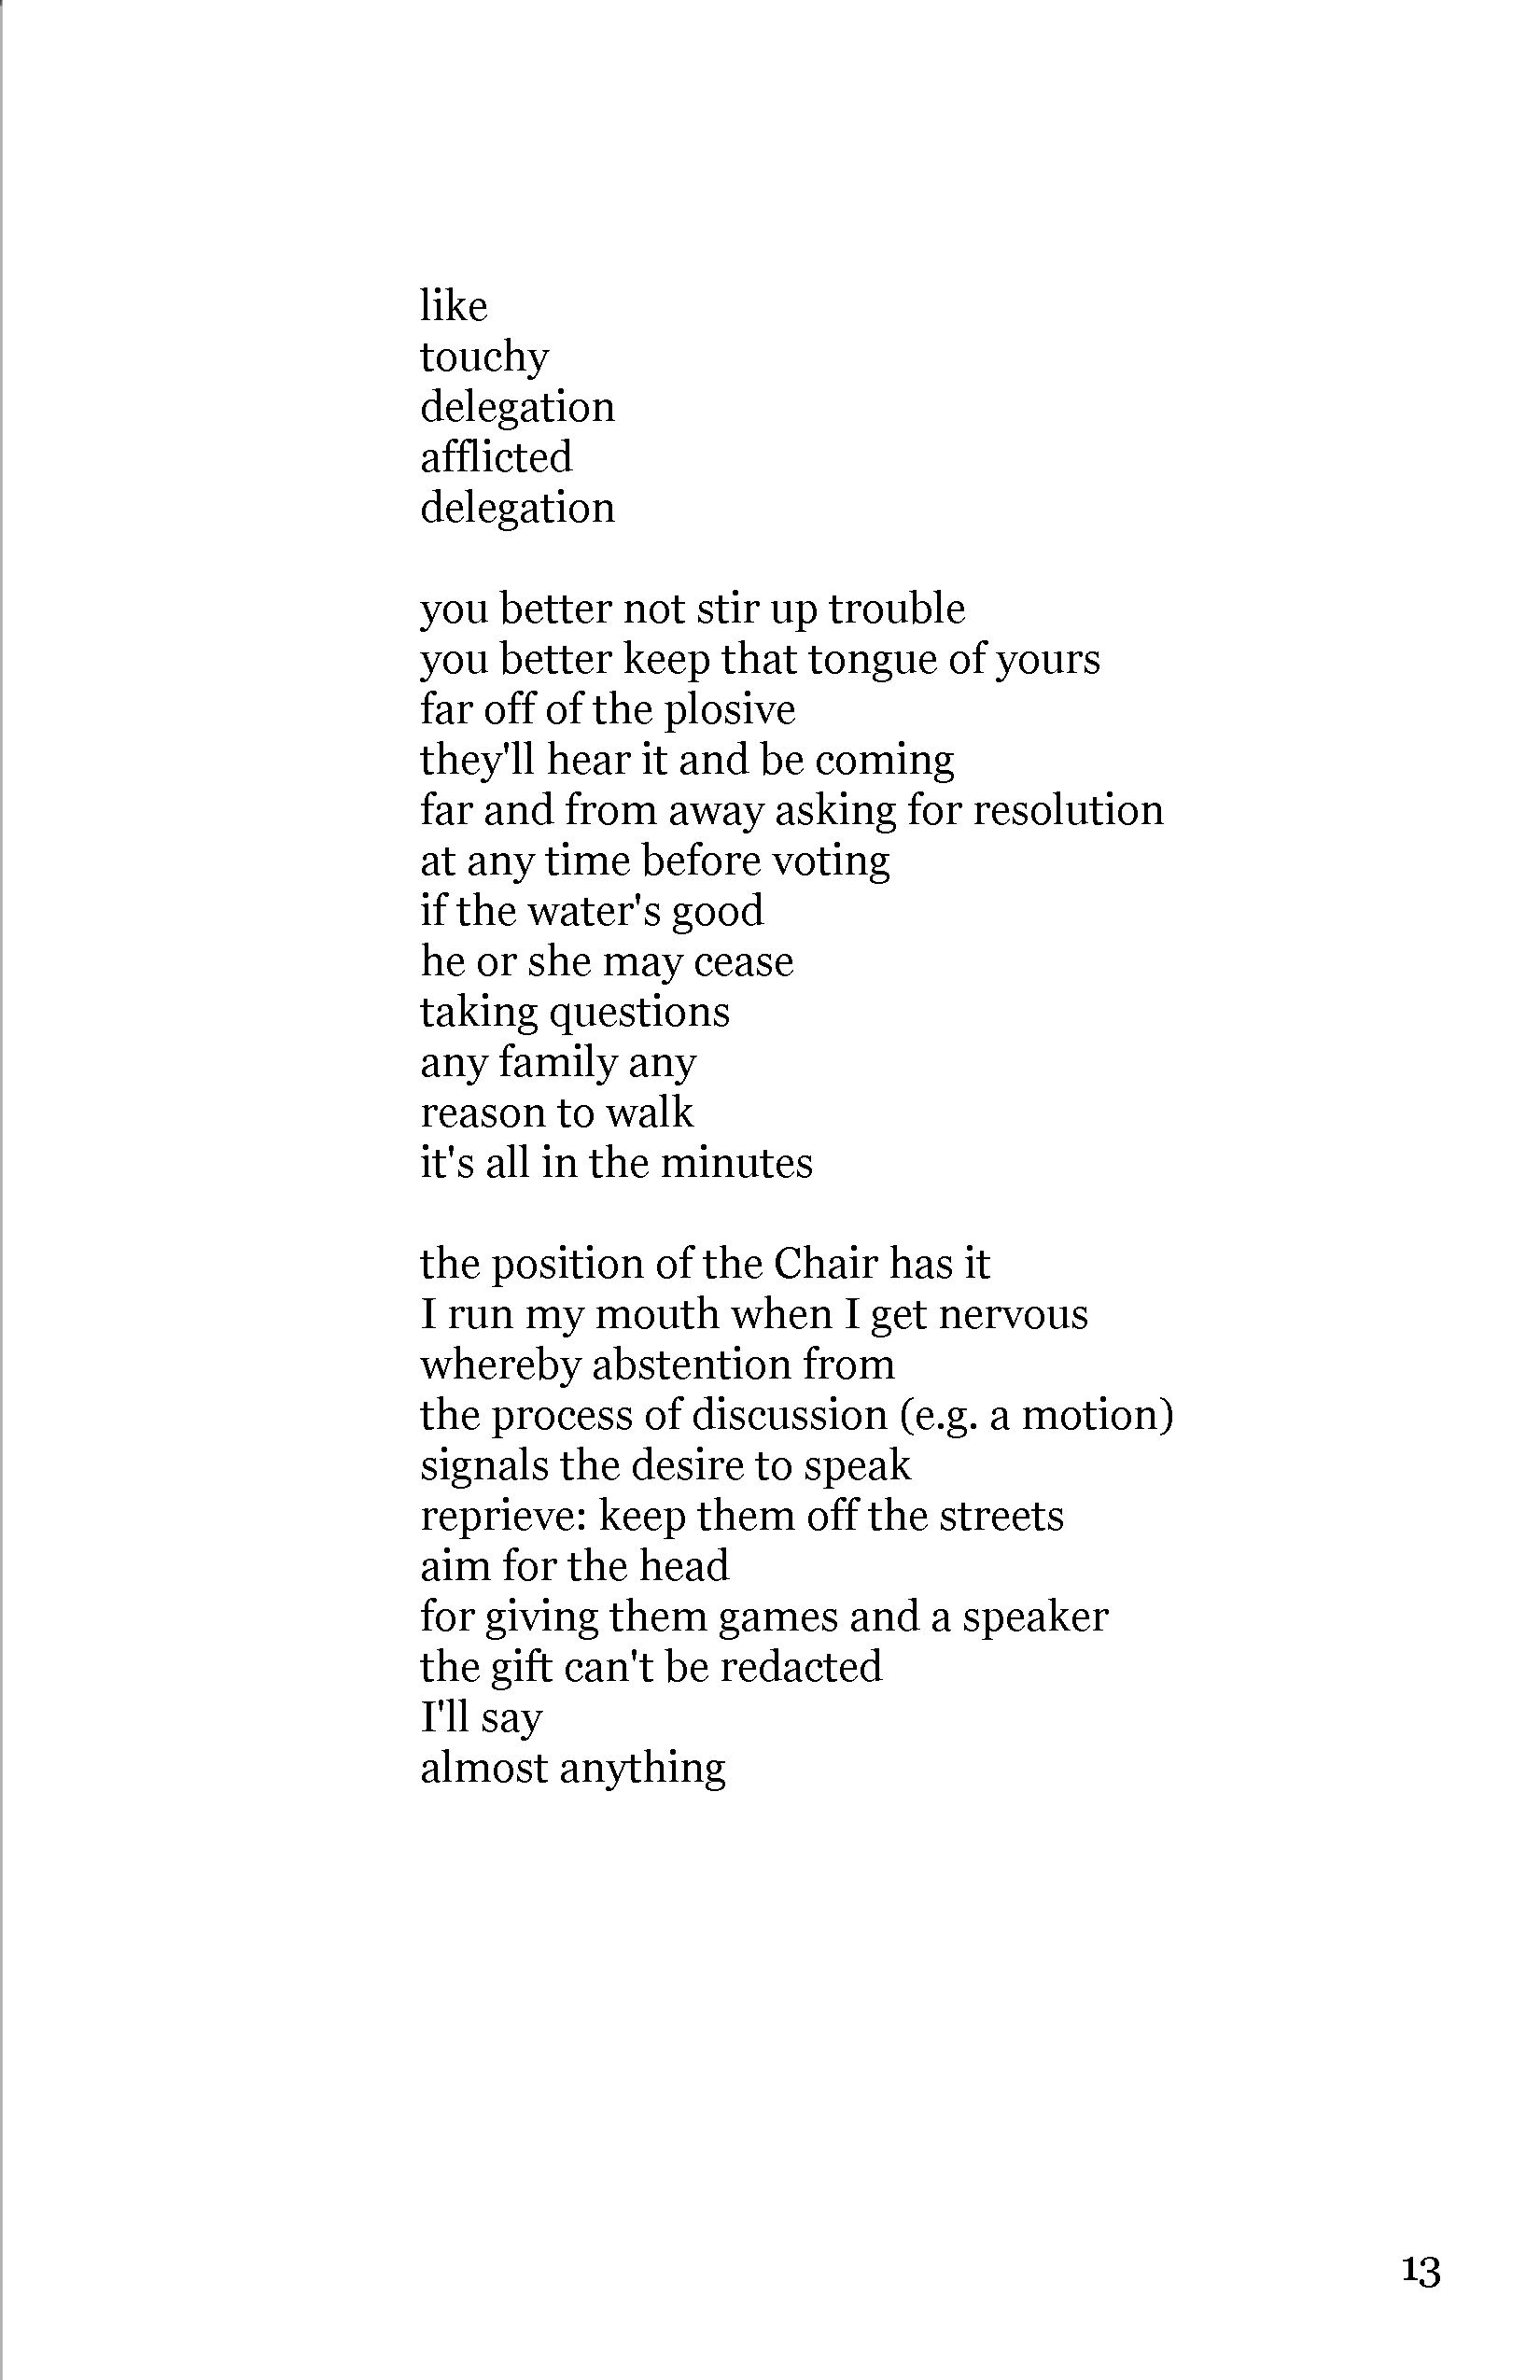 like
touchy
delegation
afflicted
delegation

you better not stir up trouble
you better keep that tongue of yours
far off of the plosive
they'll hear it and be coming
far and from away asking for resolution
at any time before voting
if the water's good
he or she may cease
taking questions
any family any
reason to walk
it's all in the minutes

the position of the Chair has it
I run my mouth when I get nervous
whereby abstention from
the process of discussion (e.g. a motion)
signals the desire to speak
reprieve: keep them off the streets
aim for the head
for giving them games and a speaker
the gift can't be redacted
I'll say
almost anything

13